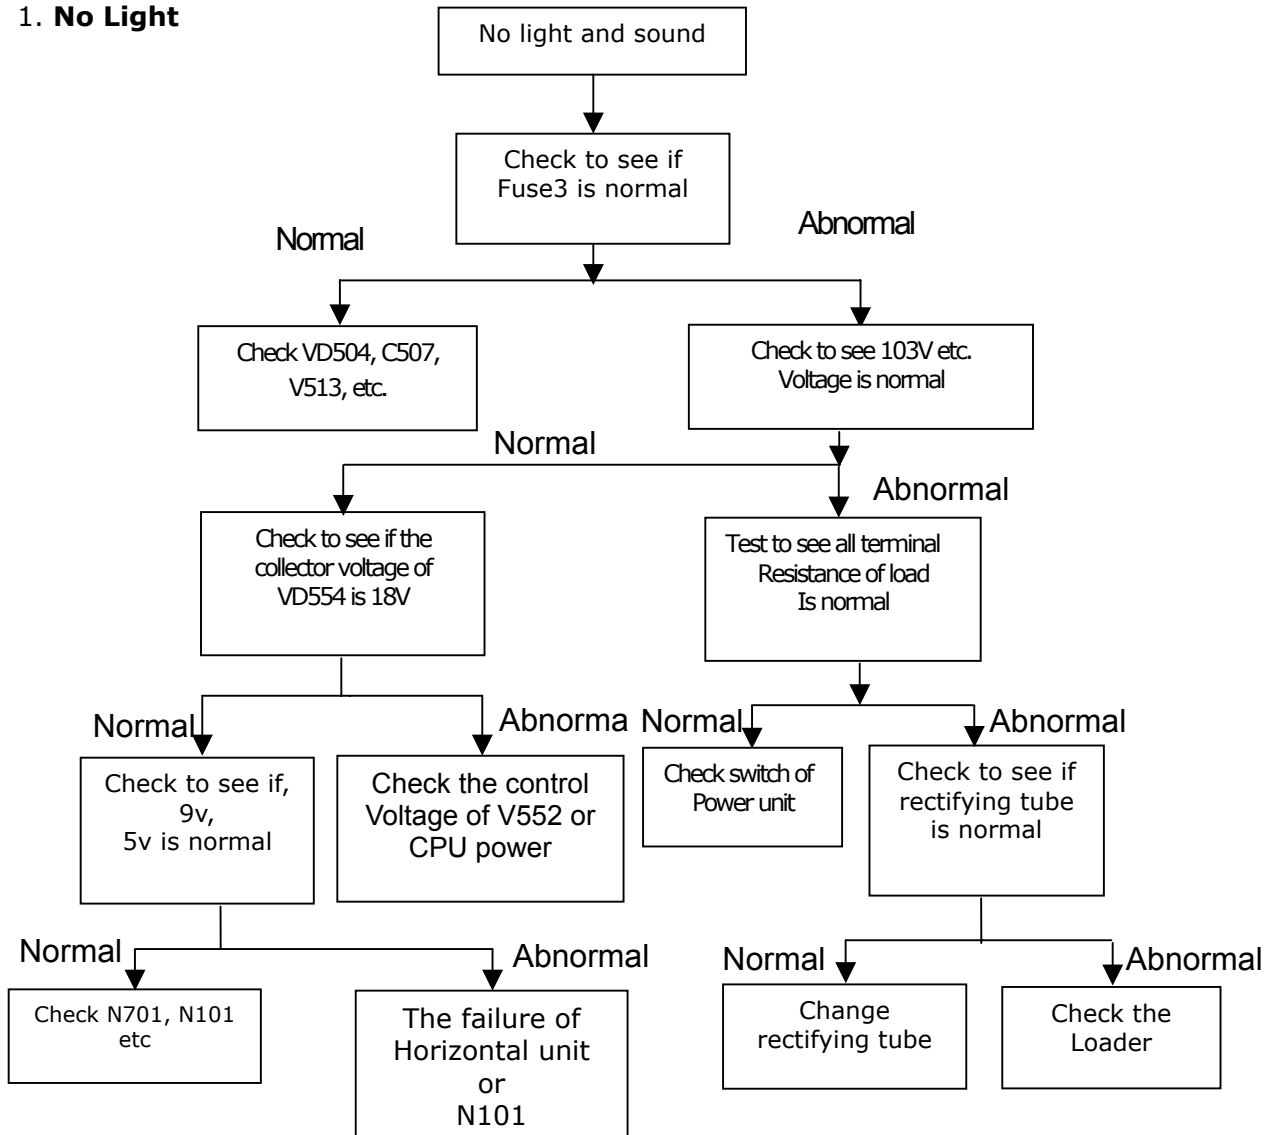 1. No Light
No light and sound
Check to see if
Fuse3 is normal
Normal
Abnormal
Check VD504, C507,
V513, etc.
Check to see 103V etc.
Voltage is normal
Normal
Abnormal
Check to see if the
collector voltage of
VD554 is 18V
Test to see all terminal
Resistance of load
Is normal
Normal
Abnorma
Normal
Abnormal
Check to see if,
9v,
5v is normal
Check the control
Voltage of V552 or
CPU power
Check switch of
Power unit
Check to see if
rectifying tube
is normal
Normal
Abnormal
Normal
Abnormal
Check N701, N101
etc
The failure of
Horizontal unit
or
N101
Change
rectifying tube
Check the
Loader